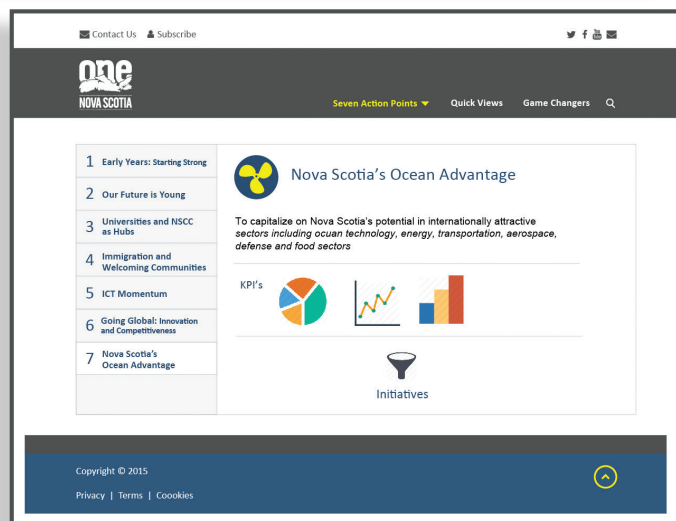 Contact Us Subscribe
one
NOVA SCOTIA
Seven Action Points Quick Views Game Changers
1 Early Years: Starting Strong
2 Our Future is Young
3 Universities and NSCC
as Hubs
4 Immigration and
Welcoming Communities
5 ICT Momentum
6 Going Global: Innovation
and Competitiveness
7 Nova Scotia's
Ocean Advantage
Nova Scotia's Ocean Advantage
To capitalize on Nova Scotia's potential in internationally attractive
sectors including ocuan technology, energy, transportation, aerospace,
defense and food sectors
KPI's
Initiatives
Copyright © 2015
Privacy | Terms | Coookies